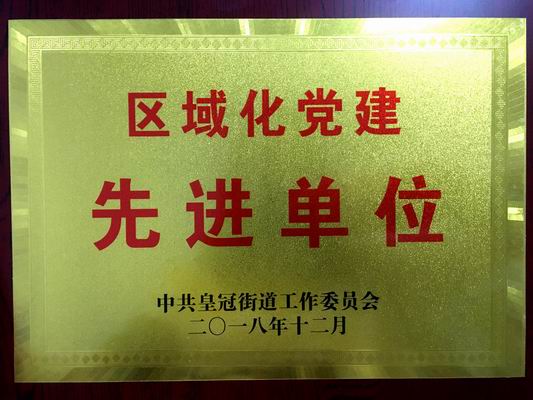 区域化党建
先进单位
中共皇冠街道工作委员会
二〇一八年十二月